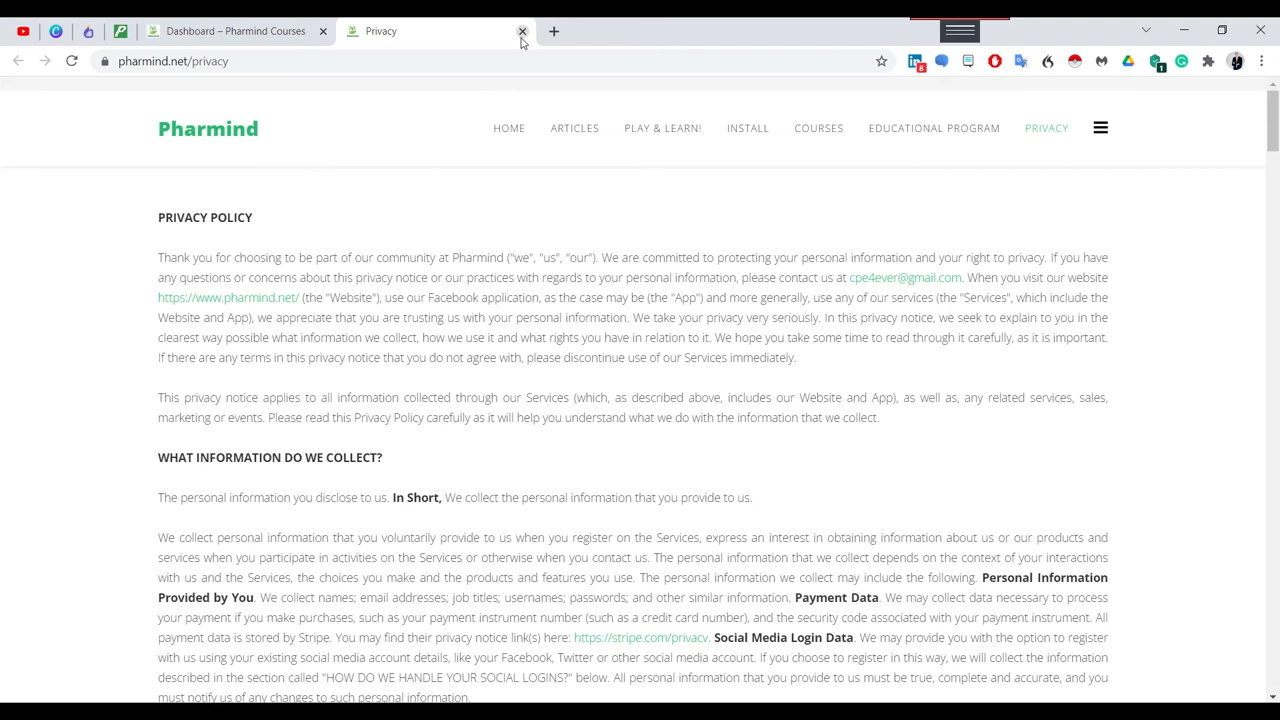 Dashboard – Pharmind Courses
Privacy
pharmind.net/privacy
8
1
Pharmind
HOME
ARTICLES
PLAY & LEARN!
INSTALL
COURSES
EDUCATIONAL PROGRAM
PRIVACY
PRIVACY POLICY
Thank you for choosing to be part of our community at Pharmind ("we", "us", "our"). We are committed to protecting your personal information and your right to privacy. If you have
any questions or concerns about this privacy notice or our practices with regards to your personal information, please contact us at cpe4ever@gmail.com. When you visit our website
https://www.pharmind.net/ (the "Website"), use our Facebook application, as the case may be (the "App") and more generally, use any of our services (the "Services", which include the
Website and App), we appreciate that you are trusting us with your personal information. We take your privacy very seriously. In this privacy notice, we seek to explain to you in the
clearest way possible what information we collect, how we use it and what rights you have in relation to it. We hope you take some time to read through it carefully, as it is important.
If there are any terms in this privacy notice that you do not agree with, please discontinue use of our Services immediately.
This privacy notice applies to all information collected through our Services (which, as described above, includes our Website and App), as well as, any related services, sales,
marketing or events. Please read this Privacy Policy carefully as it will help you understand what we do with the information that we collect.
WHAT INFORMATION DO WE COLLECT?
The personal information you disclose to us. In Short, We collect the personal information that you provide to us.
We collect personal information that you voluntarily provide to us when you register on the Services, express an interest in obtaining information about us or our products and
services when you participate in activities on the Services or otherwise when you contact us. The personal information that we collect depends on the context of your interactions
with us and the Services, the choices you make and the products and features you use. The personal information we collect may include the following. Personal Information
Provided by You. We collect names; email addresses; job titles; usernames; passwords; and other similar information. Payment Data. We may collect data necessary to process
your payment if you make purchases, such as your payment instrument number (such as a credit card number), and the security code associated with your payment instrument. All
payment data is stored by Stripe. You may find their privacy notice link(s) here: https://stripe.com/privacy. Social Media Login Data. We may provide you with the option to register
with us using your existing social media account details, like your Facebook, Twitter or other social media account. If you choose to register in this way, we will collect the information
described in the section called "HOW DO WE HANDLE YOUR SOCIAL LOGINS?" below. All personal information that you provide to us must be true, complete and accurate, and you
must notify us of any changes to such personal information.